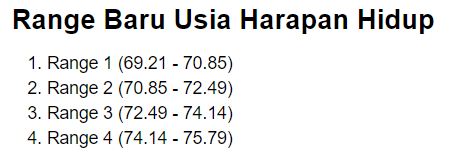 Range Baru Usia Harapan Hidup
1. Range 1 (69.21 - 70.85)
2. Range 2 (70.85 - 72.49)
3. Range 3 (72.49 - 74.14)
4. Range 4 (74.14 - 75.79)